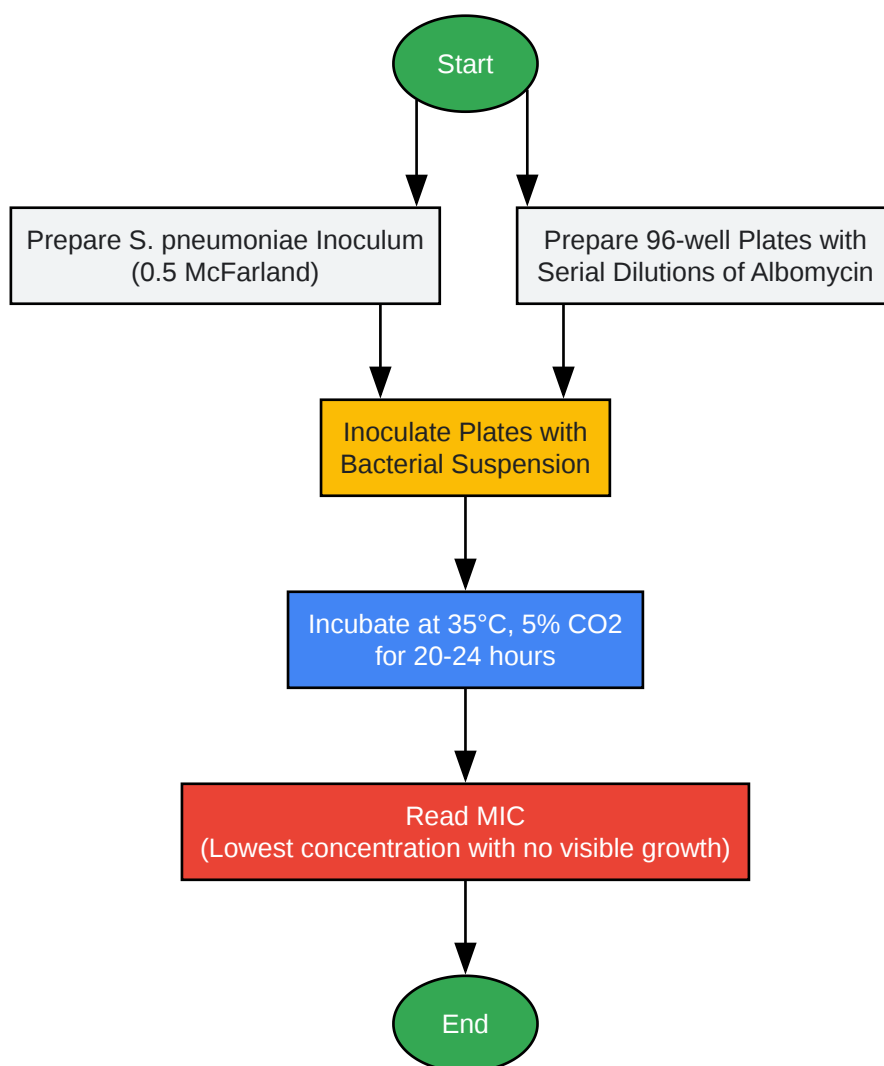 Start
Prepare S. pneumoniae Inoculum
(0.5 McFarland)
Prepare 96-well Plates with
Serial Dilutions of Albomycin
Inoculate Plates with
Bacterial Suspension
Incubate at 35°C, 5% CO2
for 20-24 hours
Read MIC
(Lowest concentration with no visible growth)
End